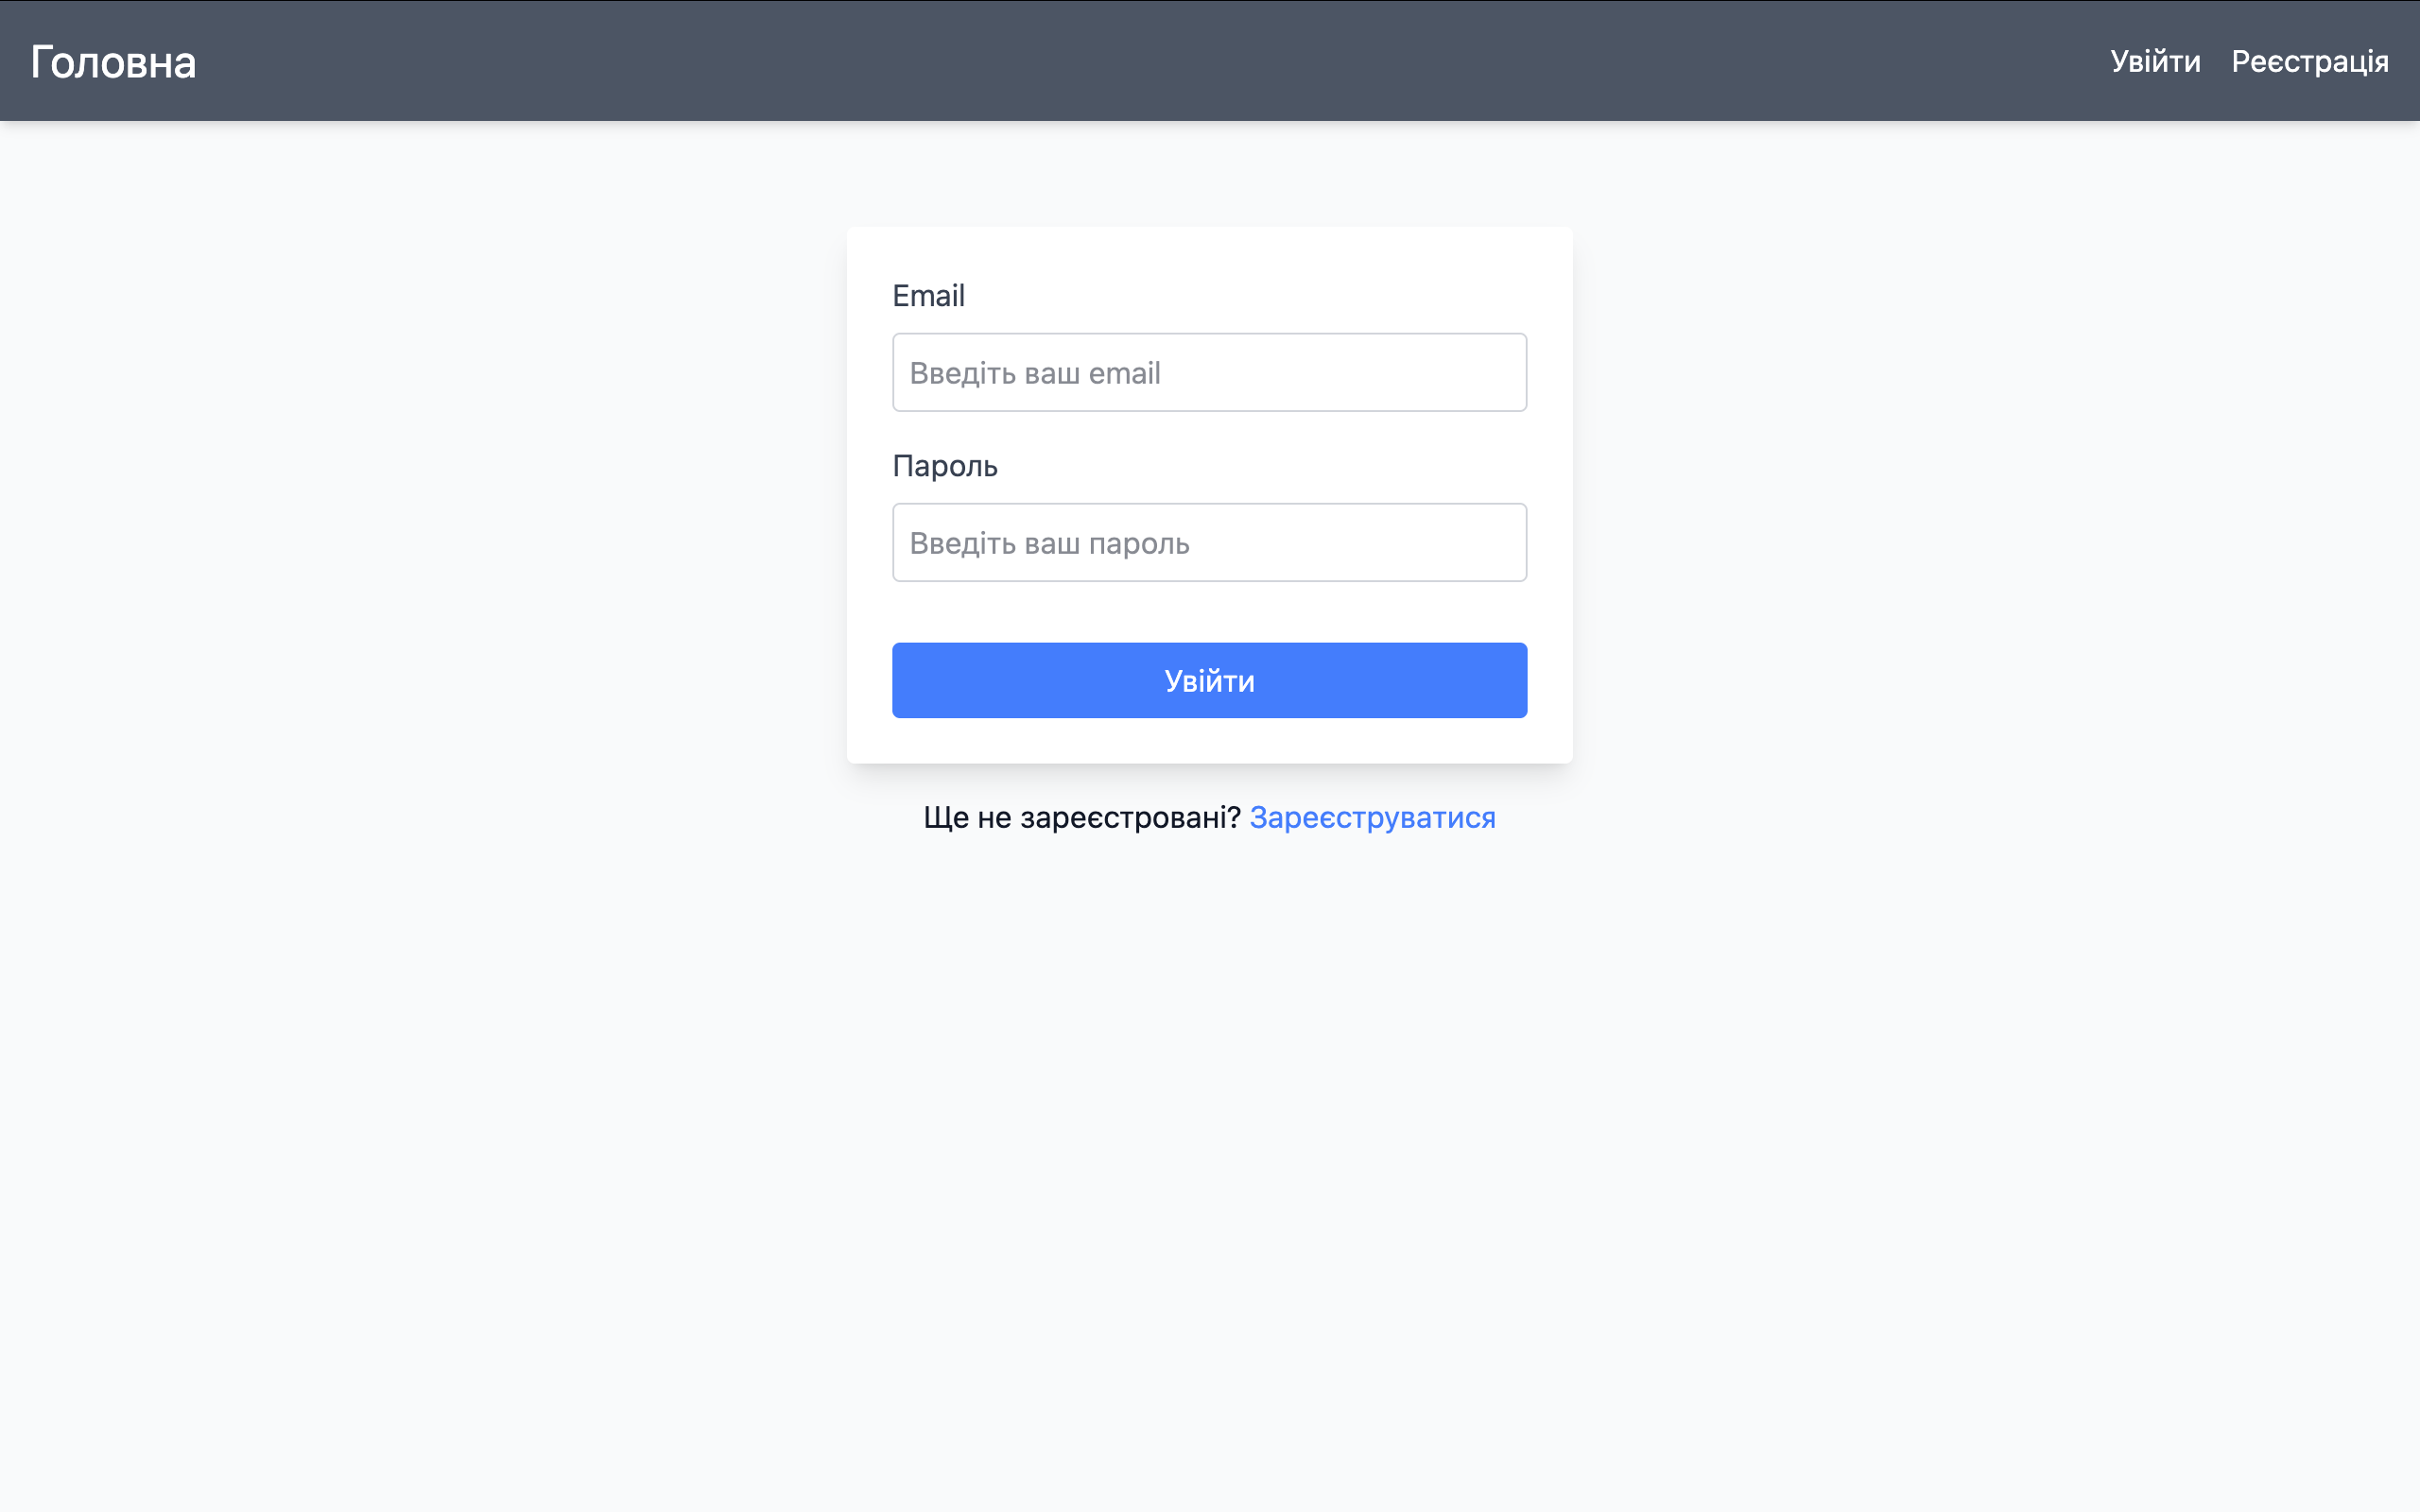 Головна
Увійти Реєстрація
Email
Введіть ваш email
Пароль
Введіть ваш пароль
Увійти
Ще не зареєстровані? Зареєструватися